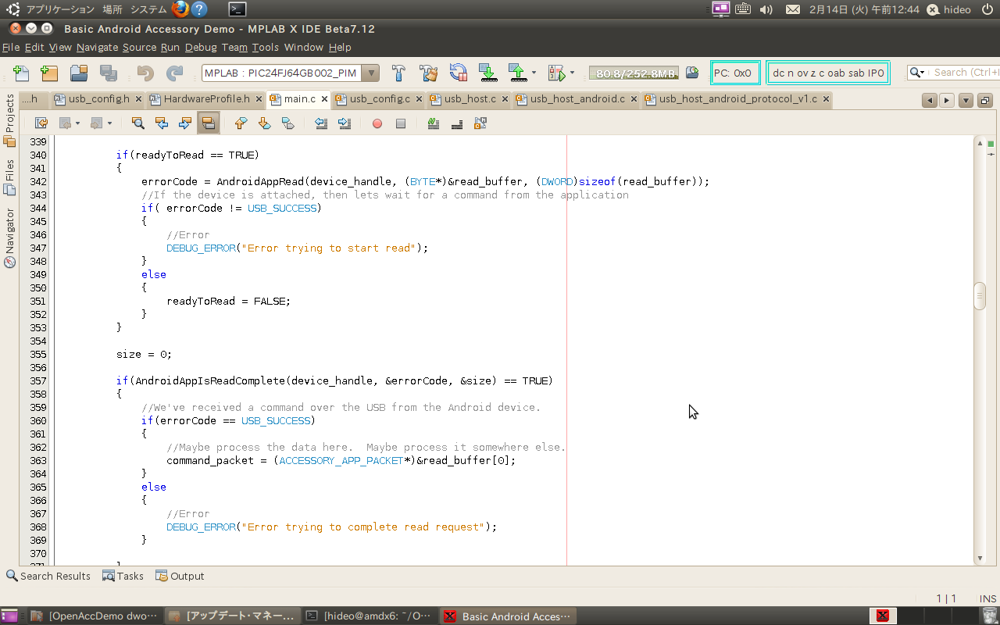 アプリケーション 場所 システム 2月14日 (火) 午前12:44 hideo
Basic Android Accessory Demo - MPLAB X IDE Beta7.12
File Edit View Navigate Source Run Debug Team Tools Window Help
MPLAB : PIC24FJ64GB002_PIM 80.8/252.8MB PC: 0x0 dc n ov z c oab sab IP0 Search (Ctrl+I
....h usb_config.h HardwareProfile.h main.c usb_config.c usb_host.c usb_host_android.c usb_host_android_protocol_v1.c
Projects
Files
Navigator
339
340 if(readyToRead == TRUE)
341 {
342 errorCode = AndroidAppRead(device_handle, (BYTE*)&read_buffer, (DWORD)sizeof(read_buffer));
343 //If the device is attached, then lets wait for a command from the application
344 if( errorCode != USB_SUCCESS)
345 {
346 //Error
347 DEBUG_ERROR("Error trying to start read");
348 }
349 else
350 {
351 readyToRead = FALSE;
352 }
353 }
354
355 size = 0;
356
357 if(AndroidAppIsReadComplete(device_handle, &errorCode, &size) == TRUE)
358 {
359 //We've received a command over the USB from the Android device.
360 if(errorCode == USB_SUCCESS)
361 {
362 //Maybe process the data here.  Maybe process it somewhere else.
363 command_packet = (ACCESSORY_APP_PACKET*)&read_buffer[0];
364 }
365 else
366 {
367 //Error
368 DEBUG_ERROR("Error trying to complete read request");
369 }
370
371 }
Search Results Tasks Output
1 | 1 INS
[OpenAccDemo dwo... [アップデート・マネー... [hideo@amdx6: ~/O... Basic Android Acces...